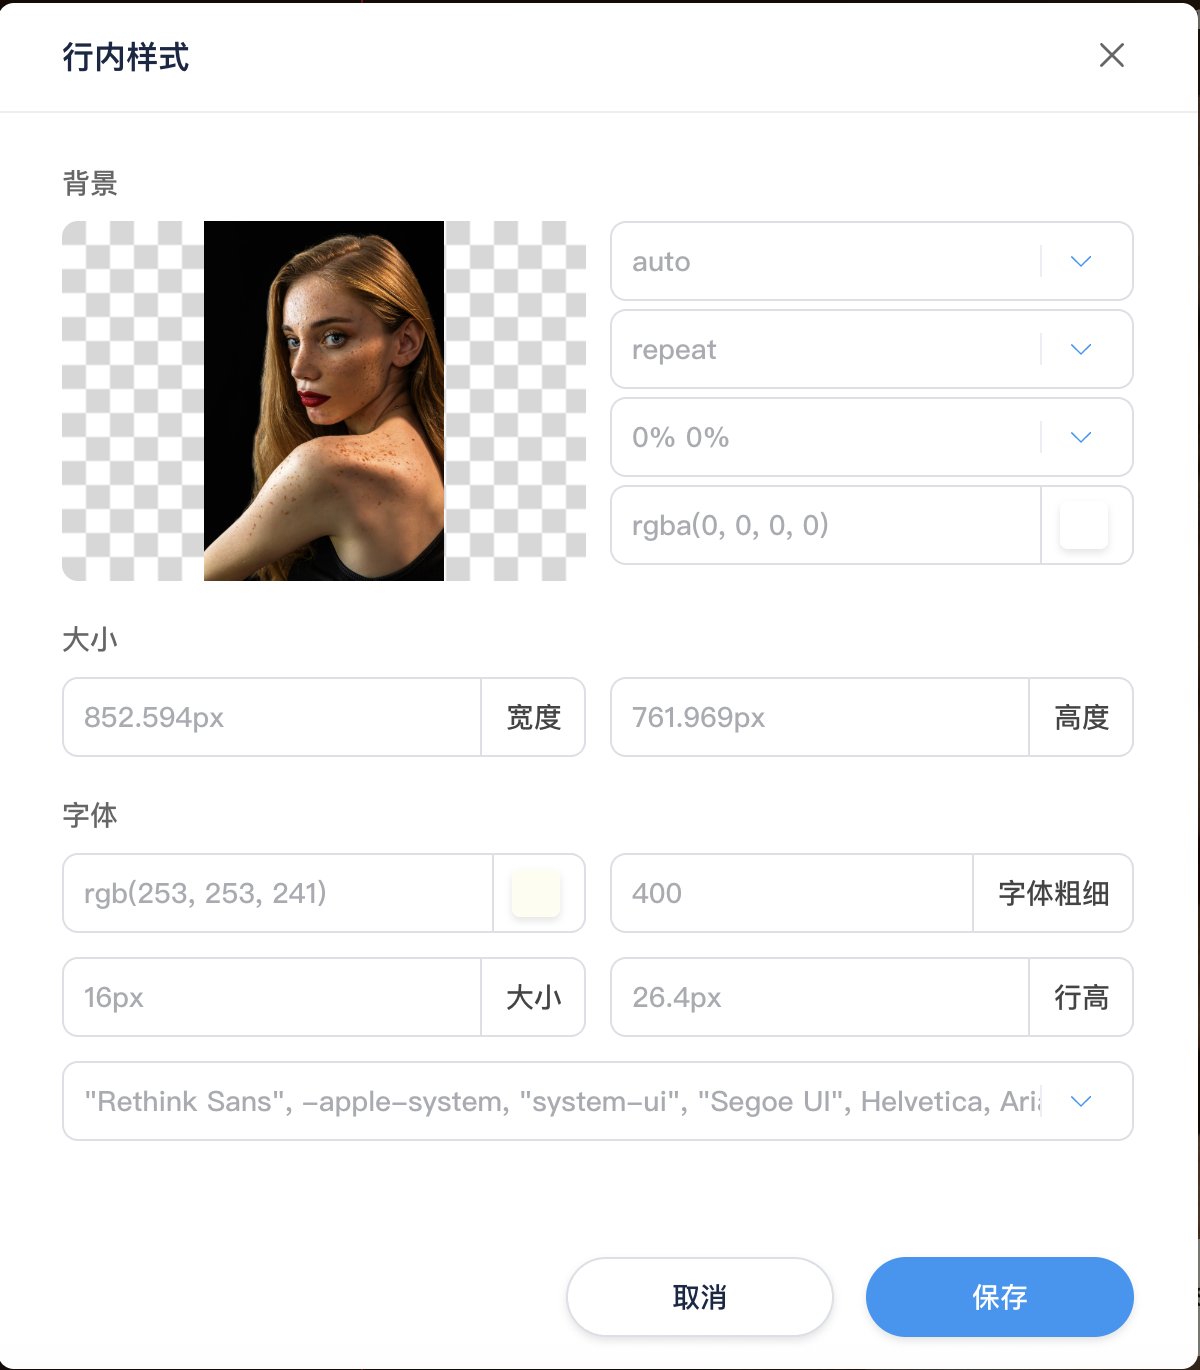 行内样式
背景
auto
repeat
0% 0%
rgba(0, 0, 0, 0)
大小
852.594px 宽度
761.969px 高度
字体
rgb(253, 253, 241)
400 字体粗细
16px 大小
26.4px 行高
"Rethink Sans", -apple-system, "system-ui", "Segoe UI", Helvetica,
取消
保存